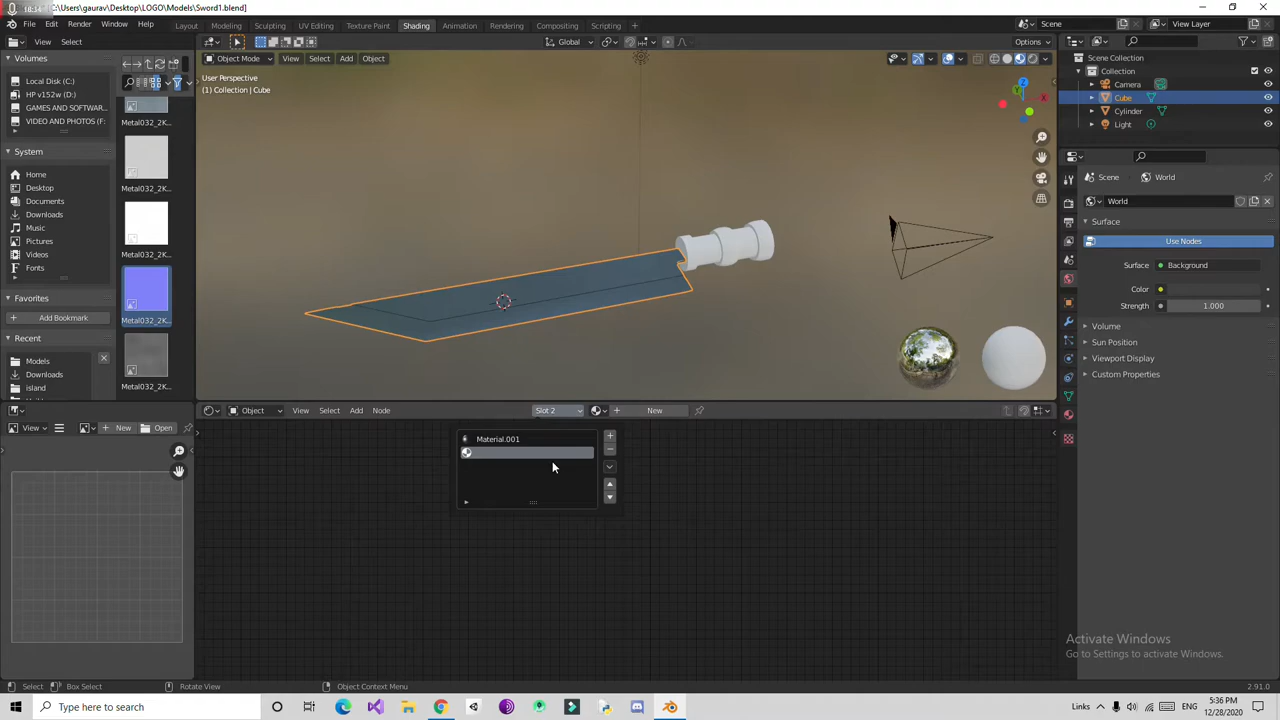 C:\Users\gaurav\Desktop\LOGO\Models\Sword1.blend]
File Edit Render Window Help
Layout Modeling Sculpting UV Editing Texture Paint Shading Animation Rendering Compositing Scripting
Scene View Layer
View Select
Global
Options
Object Mode View Select Add Object
User Perspective
(1) Collection | Cube
Volumes
Local Disk (C:)
HP v152w (D:)
GAMES AND SOFTWAR...
VIDEO AND PHOTOS (F:
System
Home
Desktop
Documents
Downloads
Music
Pictures
Videos
Fonts
Favorites
Add Bookmark
Recent
Models
Downloads
island
Metal032_2K...
Metal032_2K...
Metal032_2K...
Metal032_2K...
Metal032_2K...
Scene Collection
Collection
Camera
Cube
Cylinder
Light
Scene World
World
Surface
Use Nodes
Surface Background
Color
Strength 1.000
Volume
Sun Position
Viewport Display
Custom Properties
Object View Select Add Node Slot 2 New
View New Open
Material.001
Activate Windows
Go to Settings to activate Windows.
Select Box Select Rotate View Object Context Menu 2.91.0
Type here to search
Links ENG 5:36 PM
12/28/2020